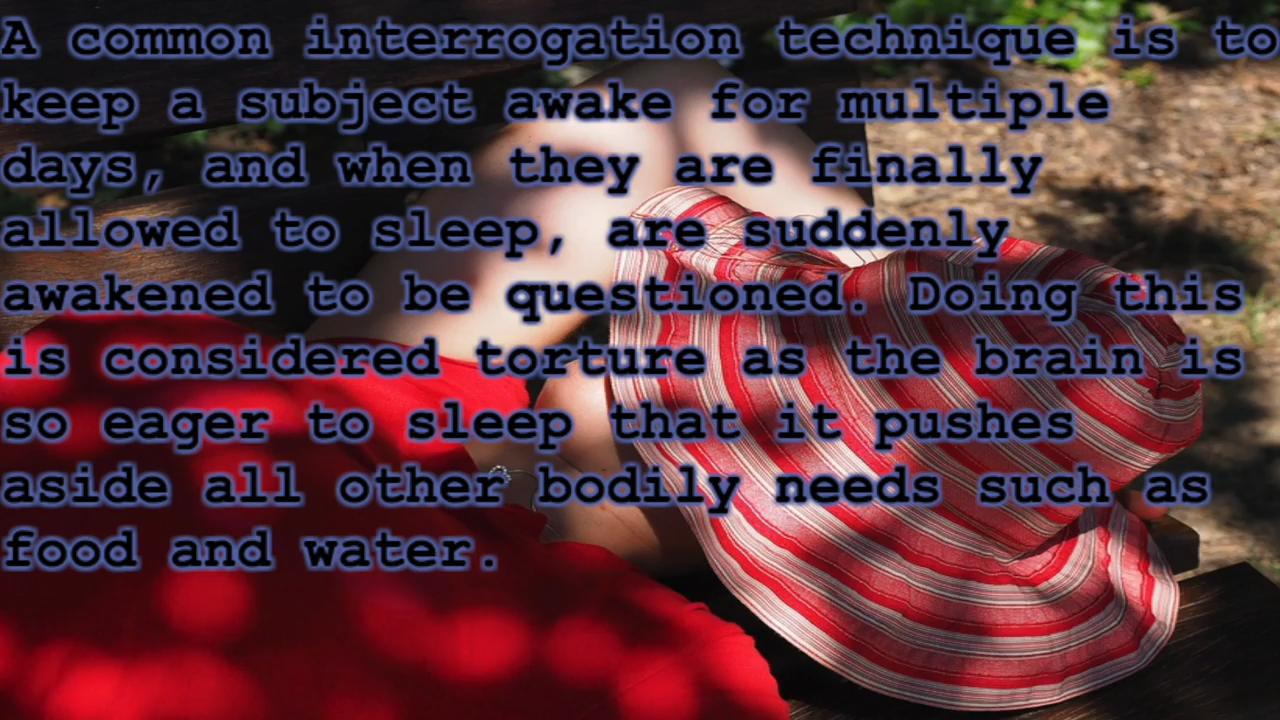 A common interrogation technique is to
keep a subject awake for multiple
days, and when they are finally
allowed to sleep, are suddenly
awakened to be questioned. Doing this
is considered torture as the brain is
so eager to sleep that it pushes
aside all other bodily needs such as
food and water.